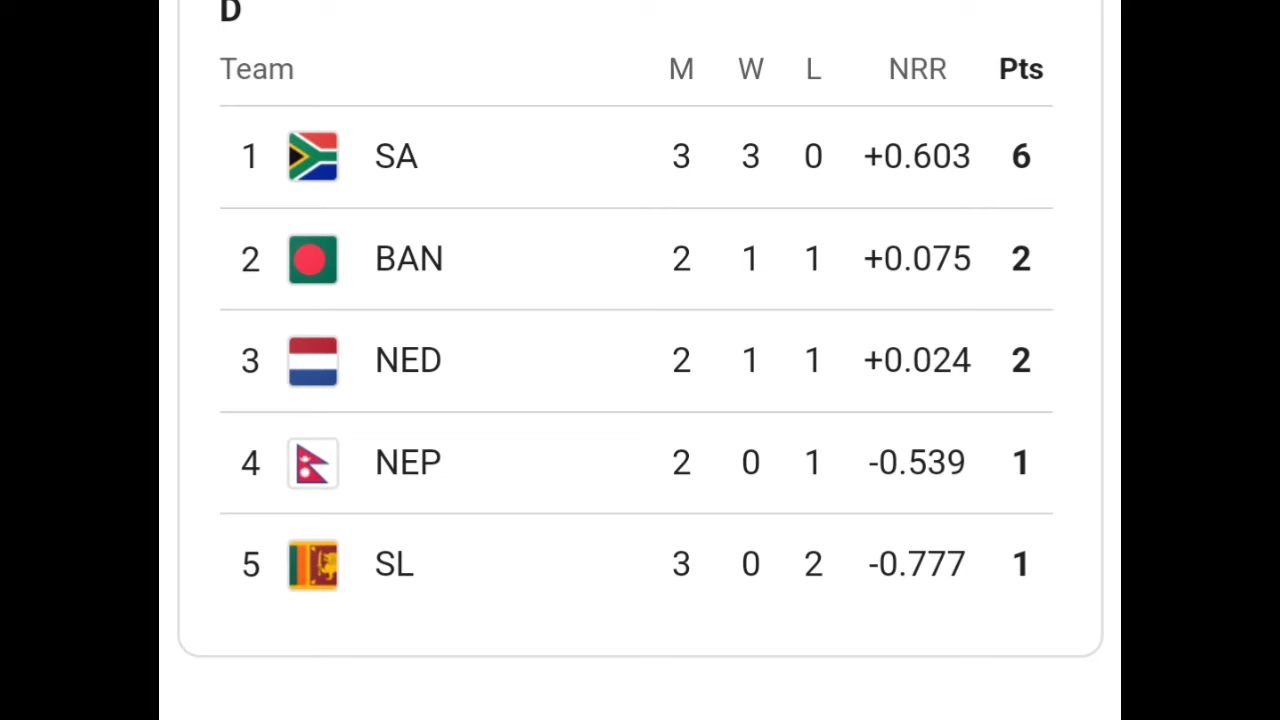 D
Team M W L NRR Pts
1 SA 3 3 0 +0.603 6
2 BAN 2 1 1 +0.075 2
3 NED 2 1 1 +0.024 2
4 NEP 2 0 1 -0.539 1
5 SL 3 0 2 -0.777 1